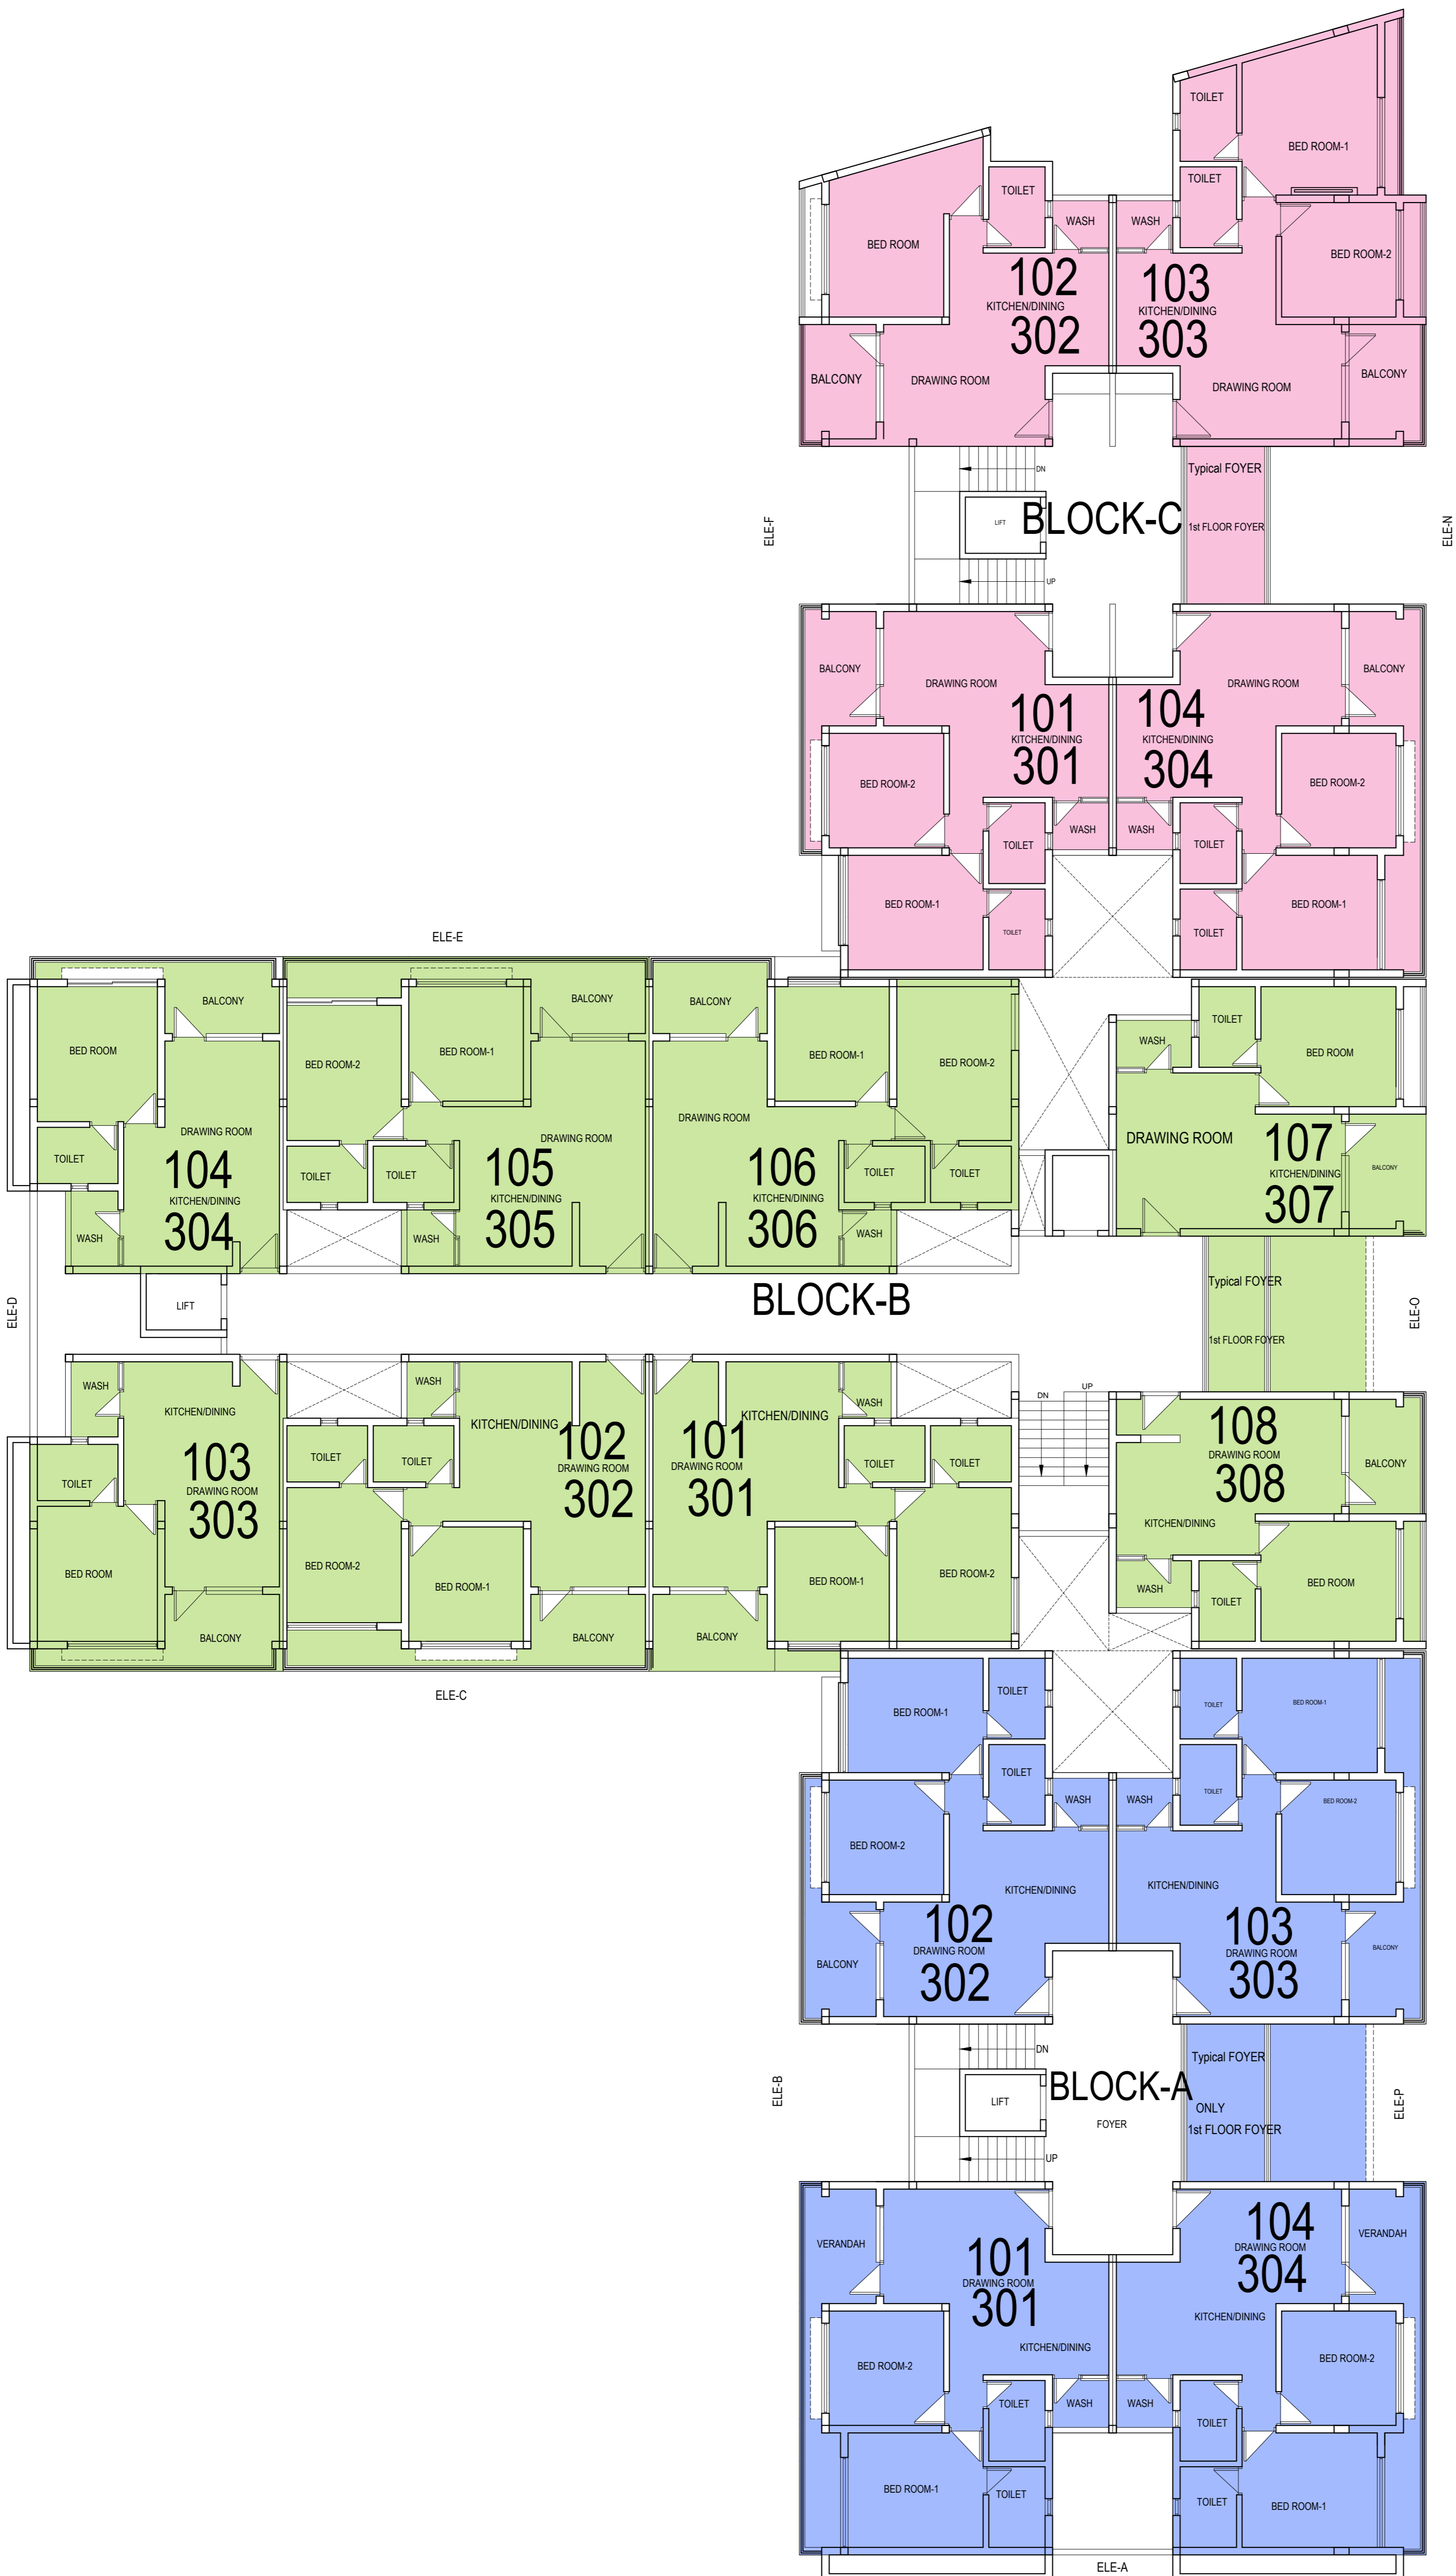 TOILET
BED ROOM-1
TOILET
TOILET
WASH
WASH
BED ROOM
BED ROOM-2
102
103
KITCHEN/DINING
KITCHEN/DINING
302
303
BALCONY
DRAWING ROOM
DRAWING ROOM
BALCONY
DN
Typical FOYER
ELE-F
LIFT
BLOCK-C
1st FLOOR FOYER
ELE-N
UP
BALCONY
DRAWING ROOM
DRAWING ROOM
BALCONY
101
104
KITCHEN/DINING
KITCHEN/DINING
301
304
BED ROOM-2
BED ROOM-2
WASH
WASH
TOILET
TOILET
BED ROOM-1
BED ROOM-1
TOILET
TOILET
ELE-E
BALCONY
BALCONY
BALCONY
TOILET
BED ROOM
BED ROOM-2
BED ROOM-1
BED ROOM-1
BED ROOM-2
WASH
BED ROOM
DRAWING ROOM
DRAWING ROOM
DRAWING ROOM
DRAWING ROOM
TOILET
104
TOILET
TOILET
105
106
TOILET
TOILET
107
BALCONY
KITCHEN/DINING
KITCHEN/DINING
KITCHEN/DINING
KITCHEN/DINING
WASH
304
WASH
305
306
WASH
307
ELE-D
LIFT
BLOCK-B
Typical FOYER
1st FLOOR FOYER
ELE-O
WASH
KITCHEN/DINING
WASH
KITCHEN/DINING
KITCHEN/DINING
WASH
DN
UP
TOILET
103
TOILET
TOILET
102
101
TOILET
TOILET
108
DRAWING ROOM
DRAWING ROOM
DRAWING ROOM
DRAWING ROOM
BALCONY
303
302
301
308
KITCHEN/DINING
BED ROOM
BED ROOM-2
BED ROOM-1
BED ROOM-1
BED ROOM-2
WASH
BED ROOM
TOILET
BALCONY
BALCONY
BALCONY
ELE-C
BED ROOM-1
TOILET
TOILET
BED ROOM-1
TOILET
TOILET
WASH
WASH
BED ROOM-2
BED ROOM-2
KITCHEN/DINING
KITCHEN/DINING
102
103
DRAWING ROOM
DRAWING ROOM
BALCONY
BALCONY
302
303
DN
Typical FOYER
ELE-B
BLOCK-A
LIFT
FOYER
ONLY
1st FLOOR FOYER
ELE-P
UP
VERANDAH
101
104
VERANDAH
DRAWING ROOM
DRAWING ROOM
301
304
KITCHEN/DINING
KITCHEN/DINING
BED ROOM-2
BED ROOM-2
TOILET
WASH
WASH
TOILET
BED ROOM-1
TOILET
TOILET
BED ROOM-1
ELE-A